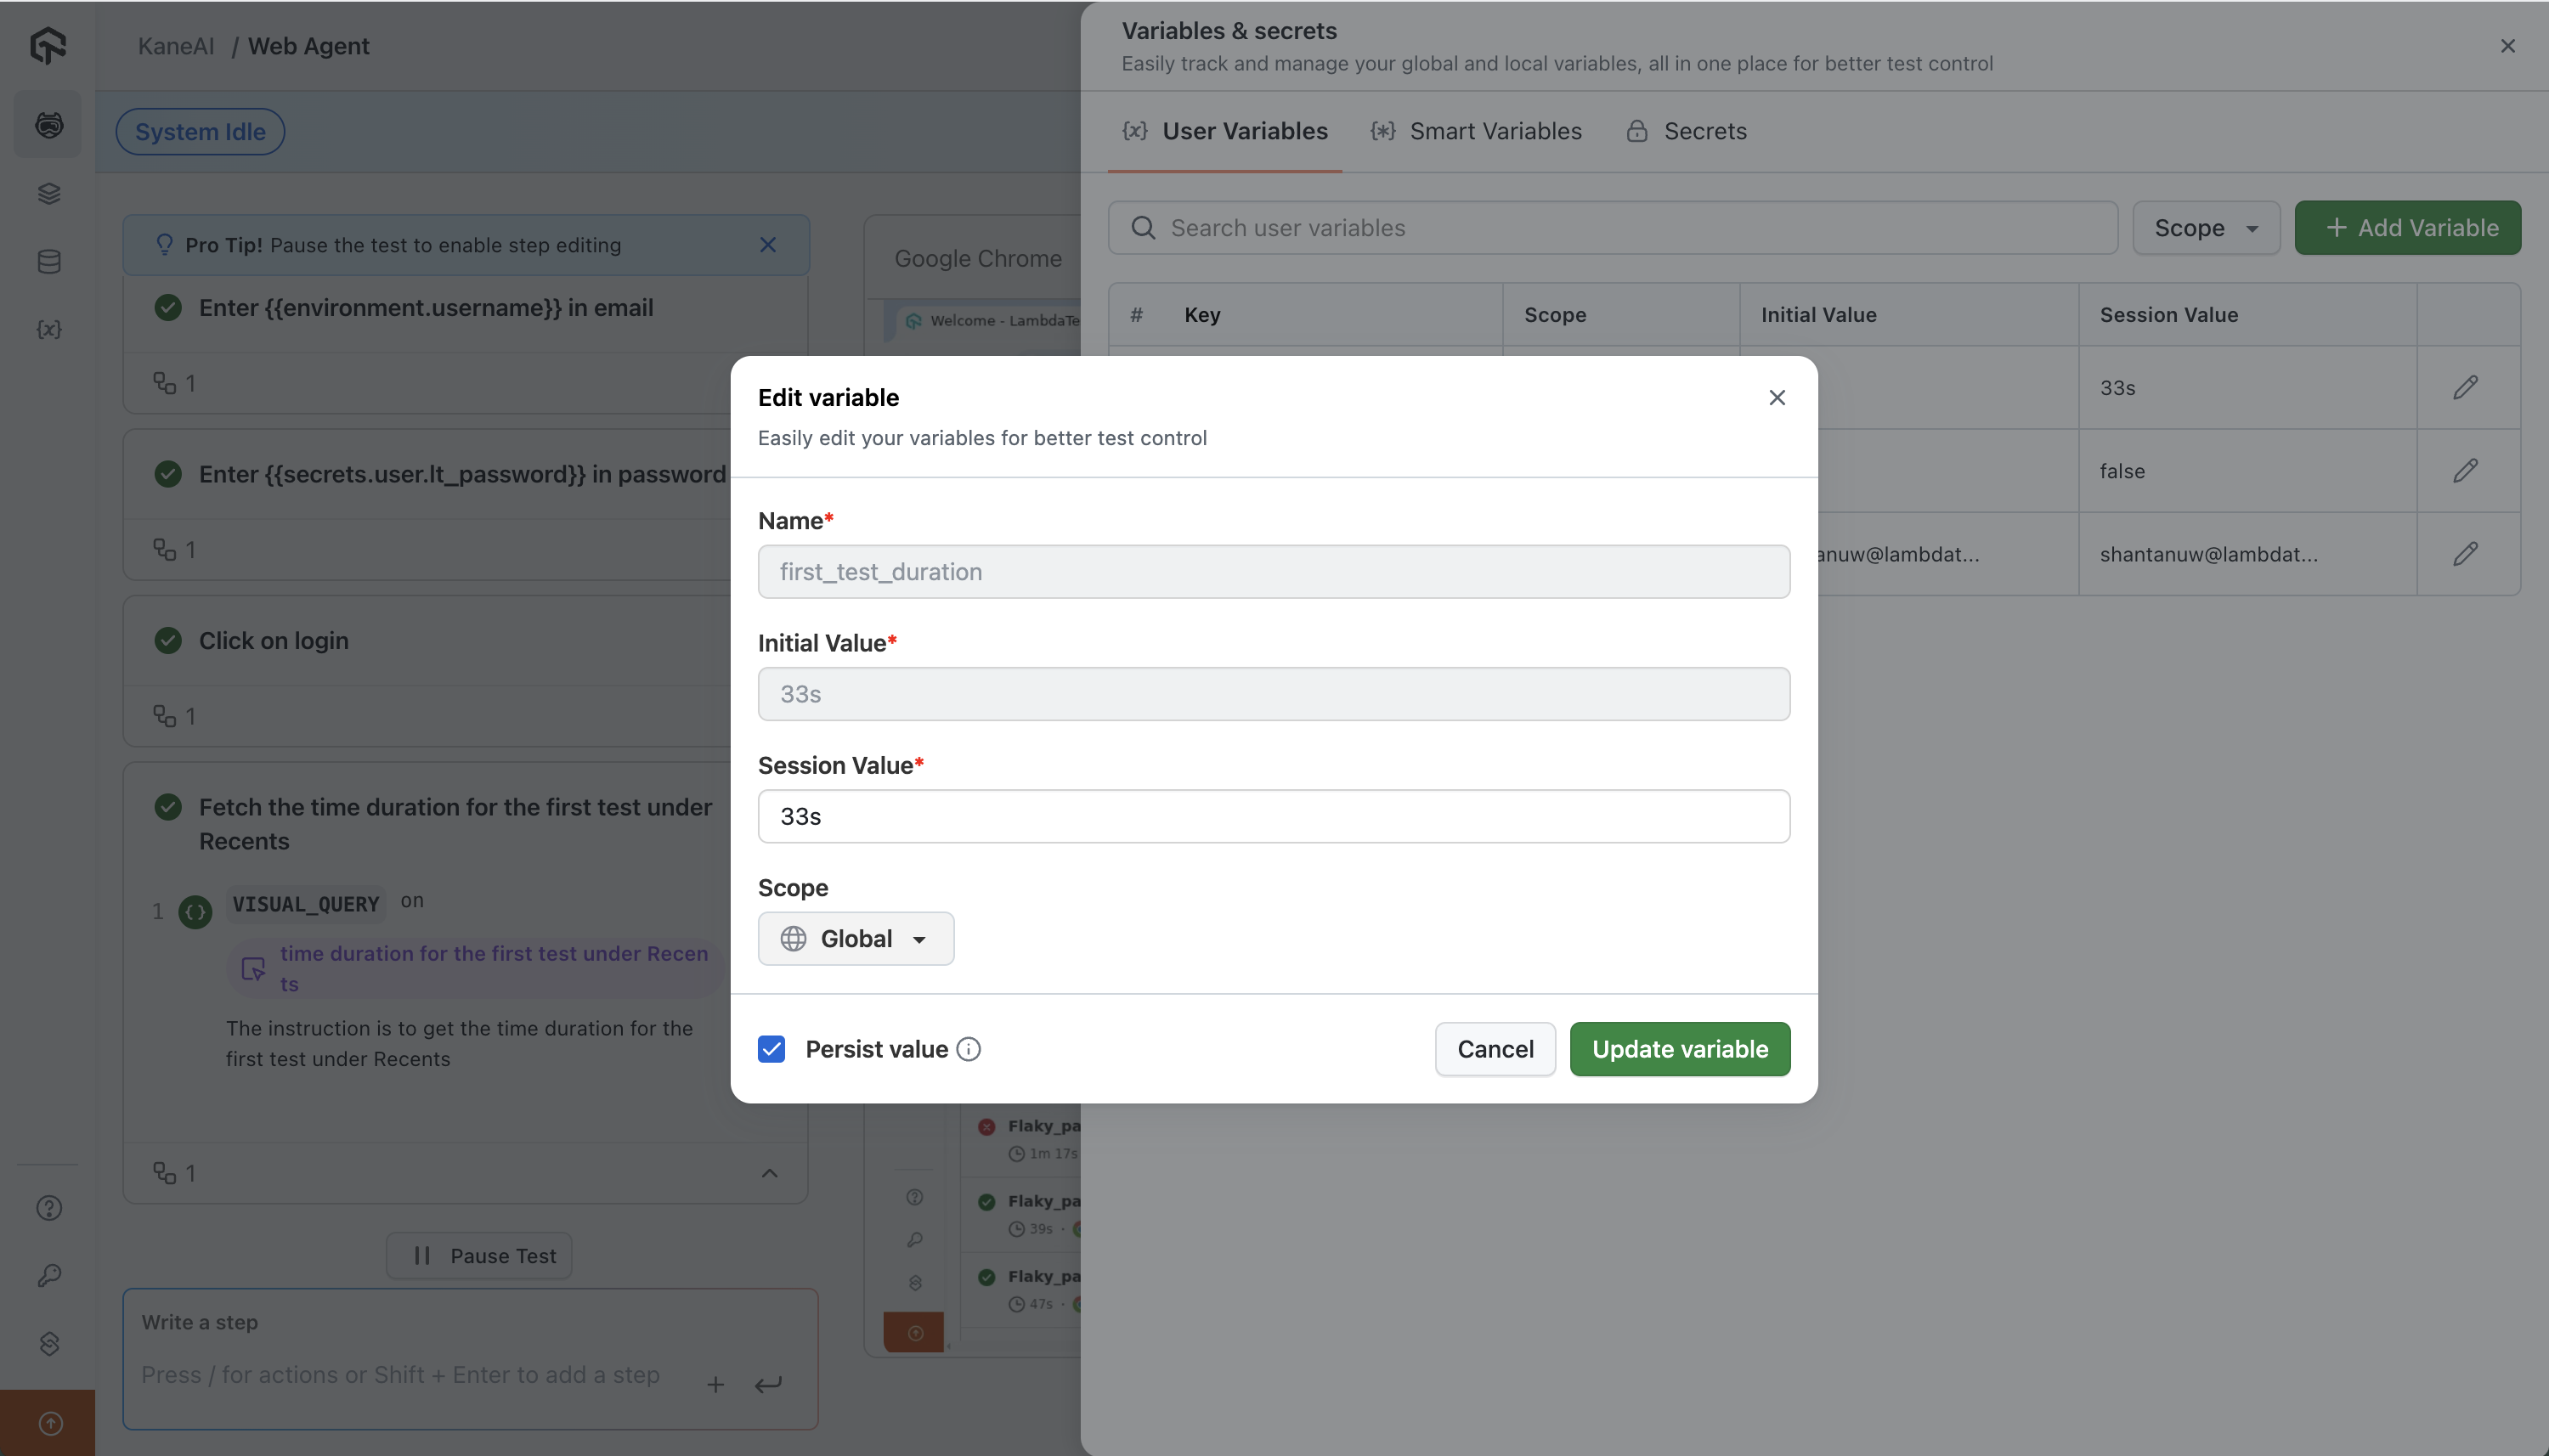 KaneAI / Web Agent
System Idle
Pro Tip! Pause the test to enable step editing
Enter {{environment.username}} in email
1
Enter {{secrets.user.lt_password}} in password
1
Click on login
1
Fetch the time duration for the first test under
Recents
1 {} VISUAL_QUERY on
time duration for the first test under Recen
ts
The instruction is to get the time duration for the
first test under Recents
1
Pause Test
Write a step
Press / for actions or Shift + Enter to add a step
Google Chrome
Welcome - LambdaTe
Flaky_pa
1m 17s
Flaky_pa
39s ·
Flaky_pa
47s ·
Variables & secrets
Easily track and manage your global and local variables, all in one place for better test control
{x} User Variables
{*} Smart Variables
Secrets
Search user variables
Scope
+ Add Variable
# Key Scope Initial Value Session Value
33s
false
anuw@lambdat... shantanuw@lambdat...
Edit variable
Easily edit your variables for better test control
Name*
first_test_duration
Initial Value*
33s
Session Value*
33s
Scope
Global
Persist value
Cancel
Update variable